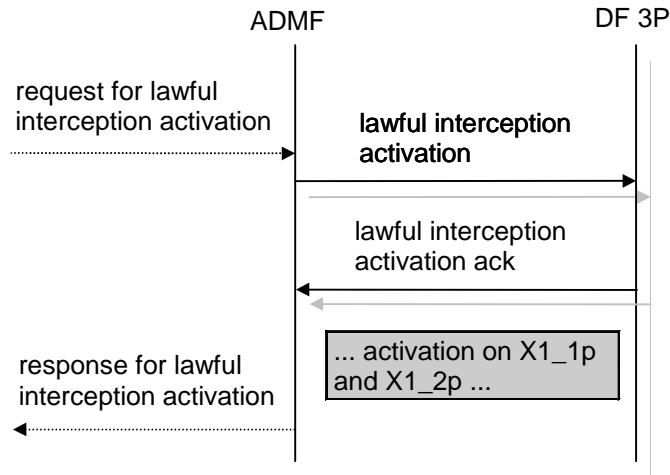 ADMF
DF 3P
request for lawful
interception activation
lawful interception
activation
lawful interception
activation ack
... activation on X1_1p
and X1_2p ...
response for lawful
interception activation